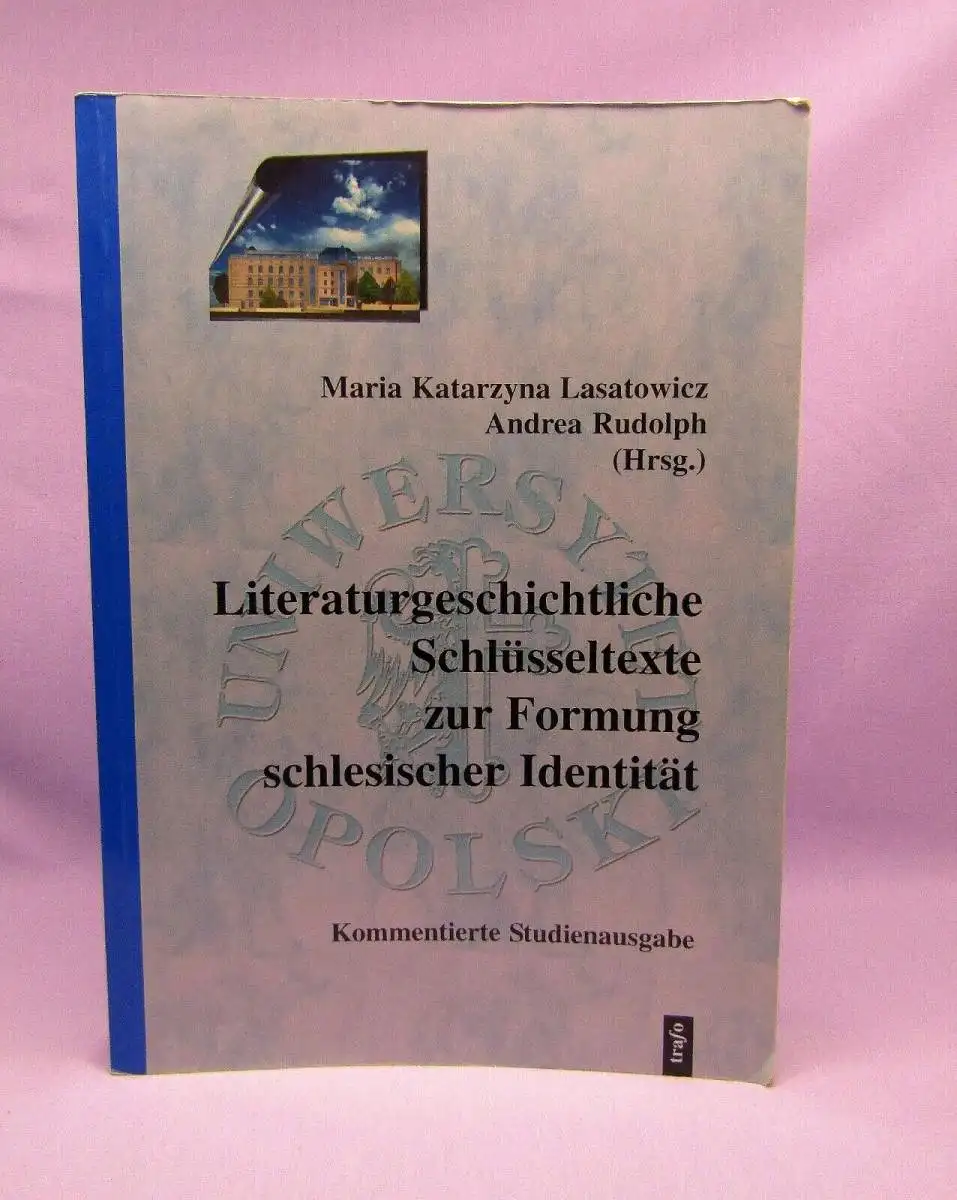 Maria Katarzyna Lasatowicz
Andrea Rudolph
(Hrsg.)
UNIWERSYTET
OPOLSKI
Literaturgeschichtliche
Schlüsseltexte
zur Formung
schlesischer Identität
Kommentierte Studienausgabe
trafo